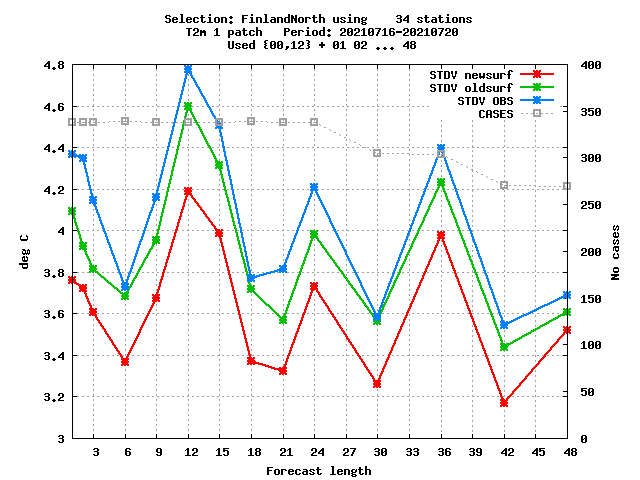 Selection: FinlandNorth using    34 stations
T2m 1 patch   Period: 20210716-20210720
Used {00,12} + 01 02 ... 48
STDV newsurf
STDV oldsurf
STDV OBS
CASES
deg C
4.8
4.6
4.4
4.2
4
3.8
3.6
3.4
3.2
3
No cases
400
350
300
250
200
150
100
50
0
3 6 9 12 15 18 21 24 27 30 33 36 39 42 45 48
Forecast length